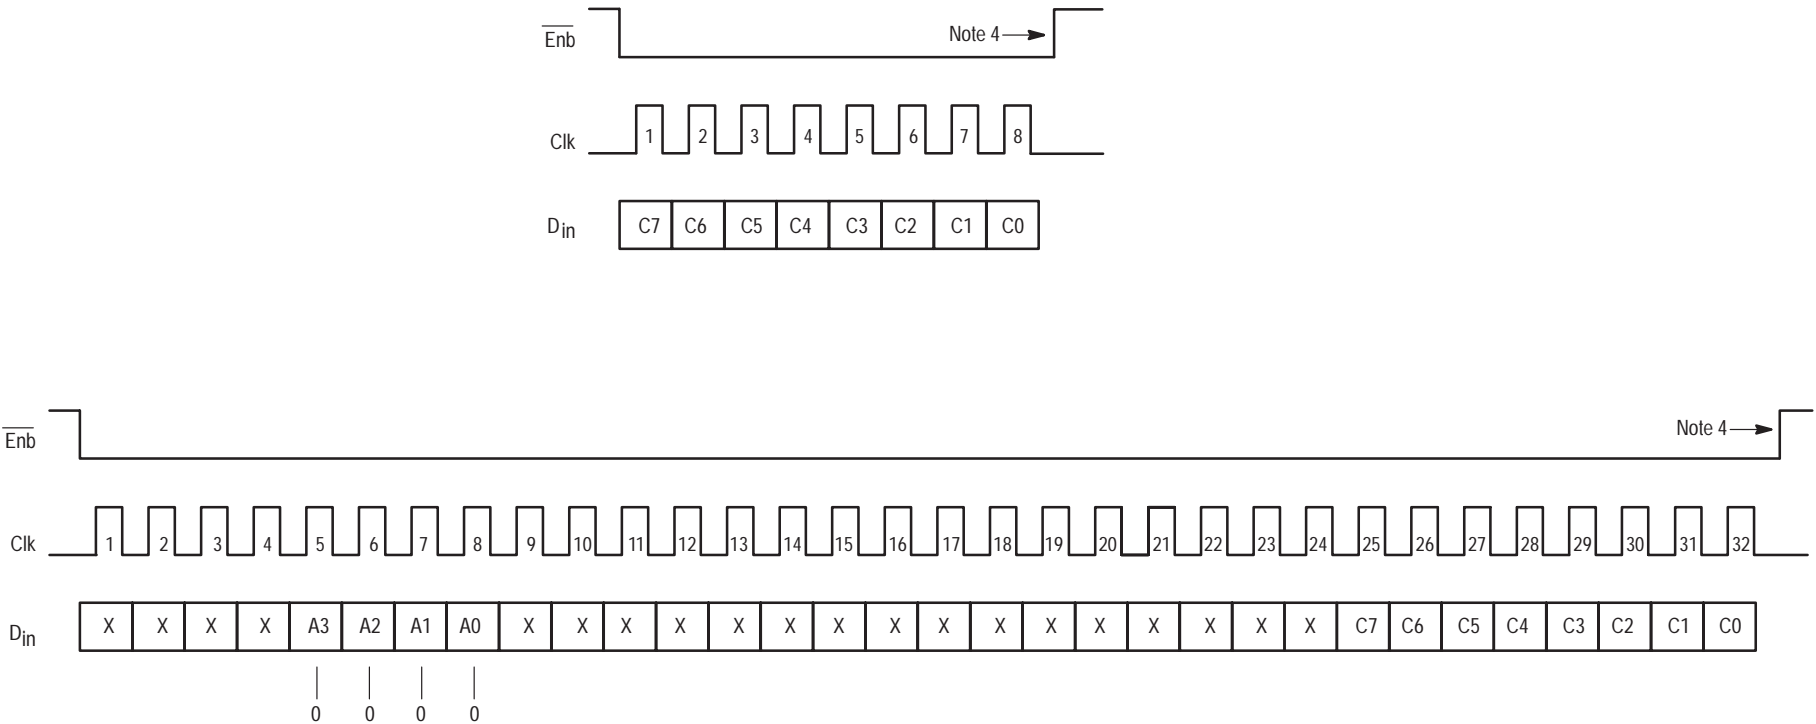 Enb
Note 4
Clk 1 2 3 4 5 6 7 8
Din C7 C6 C5 C4 C3 C2 C1 C0
Enb
Note 4
Clk 1 2 3 4 5 6 7 8 9 10 11 12 13 14 15 16 17 18 19 20 21 22 23 24 25 26 27 28 29 30 31 32
Din X X X X A3 A2 A1 A0 X X X X X X X X X X X X X X X X C7 C6 C5 C4 C3 C2 C1 C0
0 0 0 0